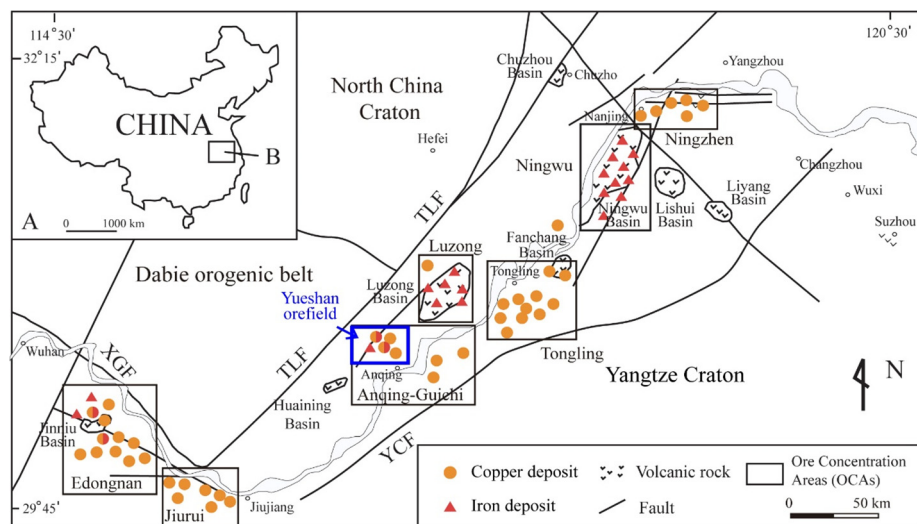 114 30'
32°15'
120°30'
CHINA
B
A
0 1000 km
North China
Craton
Hefei
Chuzhou
Basin
Chuzho
Yangzhou
Nanjing
Ningzhen
Ningwu
Ningwu
Basin
Changzhou
Lishui
Basin
Liyang
Basin
Wuxi
Suzhou
TLF
Dabie orogenic belt
Luzong
Luzong
Basin
Fanchang
Basin
Tongling
Tongling
Yueshan
orefield
Anqing
Anqing-Guichi
Wuhan
XGF
TLF
Huaining
Basin
YCF
Yangtze Craton
N
Jinniu
Basin
Edongnan
Jiurui
Jiujiang
29°45'
Copper deposit
Iron deposit
Volcanic rock
Fault
Ore Concentration
Areas (OCAs)
0 50 km